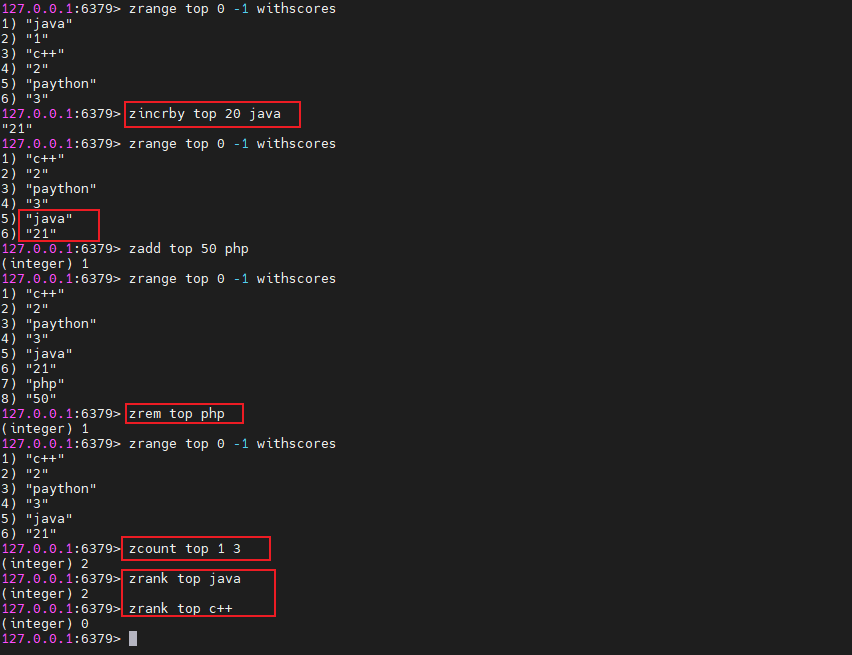 127.0.0.1:6379> zrange top 0 -1 withscores
1) "java"
2) "1"
3) "c++"
4) "2"
5) "paython"
6) "3"
127.0.0.1:6379> zincrby top 20 java
"21"
127.0.0.1:6379> zrange top 0 -1 withscores
1) "c++"
2) "2"
3) "paython"
4) "3"
5) "java"
6) "21"
127.0.0.1:6379> zadd top 50 php
(integer) 1
127.0.0.1:6379> zrange top 0 -1 withscores
1) "c++"
2) "2"
3) "paython"
4) "3"
5) "java"
6) "21"
7) "php"
8) "50"
127.0.0.1:6379> zrem top php
(integer) 1
127.0.0.1:6379> zrange top 0 -1 withscores
1) "c++"
2) "2"
3) "paython"
4) "3"
5) "java"
6) "21"
127.0.0.1:6379> zcount top 1 3
(integer) 2
127.0.0.1:6379> zrank top java
(integer) 2
127.0.0.1:6379> zrank top c++
(integer) 0
127.0.0.1:6379>